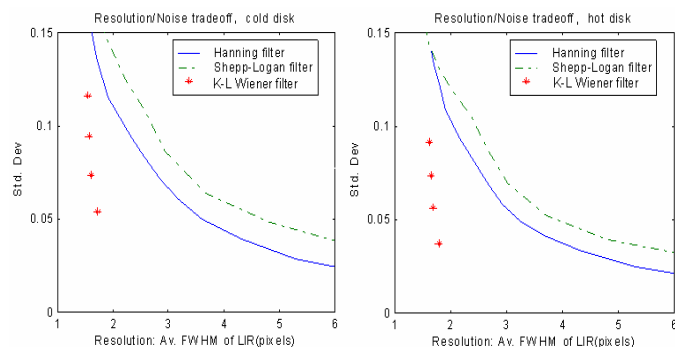 Resolution/Noise tradeoff, cold disk
0.15
0.1
0.05
0
Std. Dev
Hanning filter
Shepp-Logan filter
K-L Wiener filter
1 2 3 4 5 6
Resolution: Av. FWHM of LIR(pixels)
Resolution/Noise tradeoff, hot disk
0.15
0.1
0.05
0
Std. Dev
Hanning filter
Shepp-Logan filter
K-L Wiener filter
1 2 3 4 5 6
Resolution: Av. FWHM of LIR(pixels)